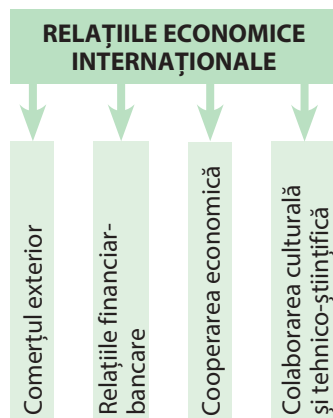 RELAȚIILE ECONOMICE
INTERNAȚIONALE
Comerțul exterior
Relațiile financiar-
bancare
Cooperarea economică
Colaborarea culturală
și tehnico-științifică